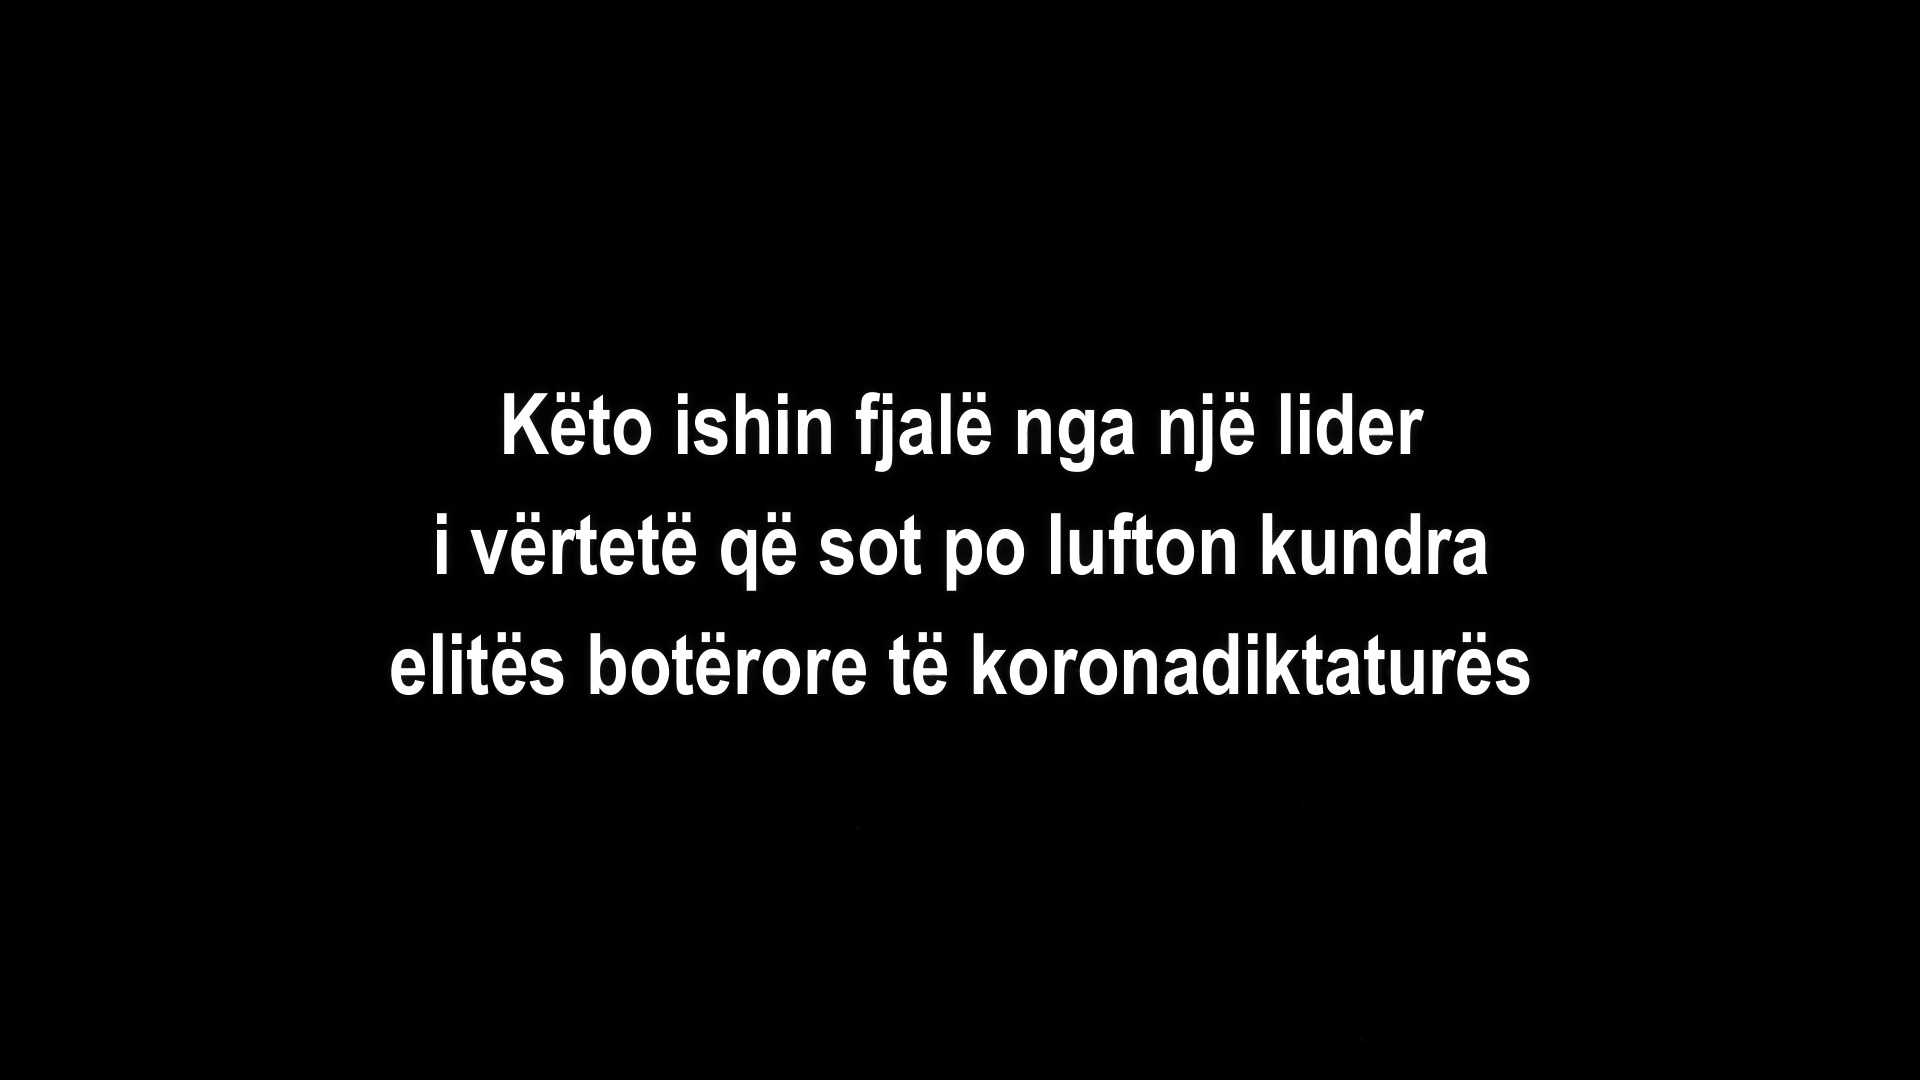 Këto ishin fjalë nga një lider
i vërtetë që sot po lufton kundra
elitës botërore të koronadiktaturës